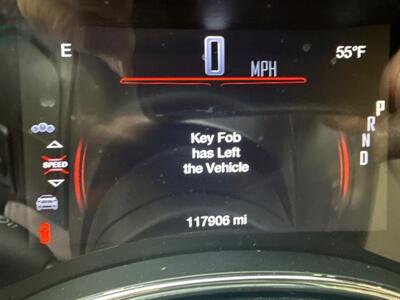 E 0 MPH 55°F
SPEED
Key Fob
has Left
the Vehicle
117906 mi
P
R
N
D